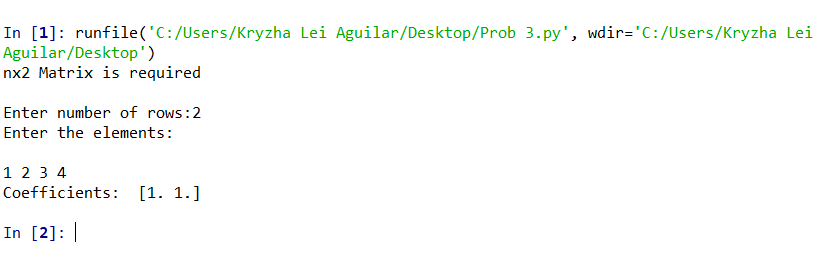 In [1]: runfile('C:/Users/Kryzha Lei Aguilar/Desktop/Prob 3.py', wdir='C:/Users/Kryzha Lei
Aguilar/Desktop')
nx2 Matrix is required
Enter number of rows:2
Enter the elements:
1 2 3 4
Coefficients:  [1. 1.]
In [2]: